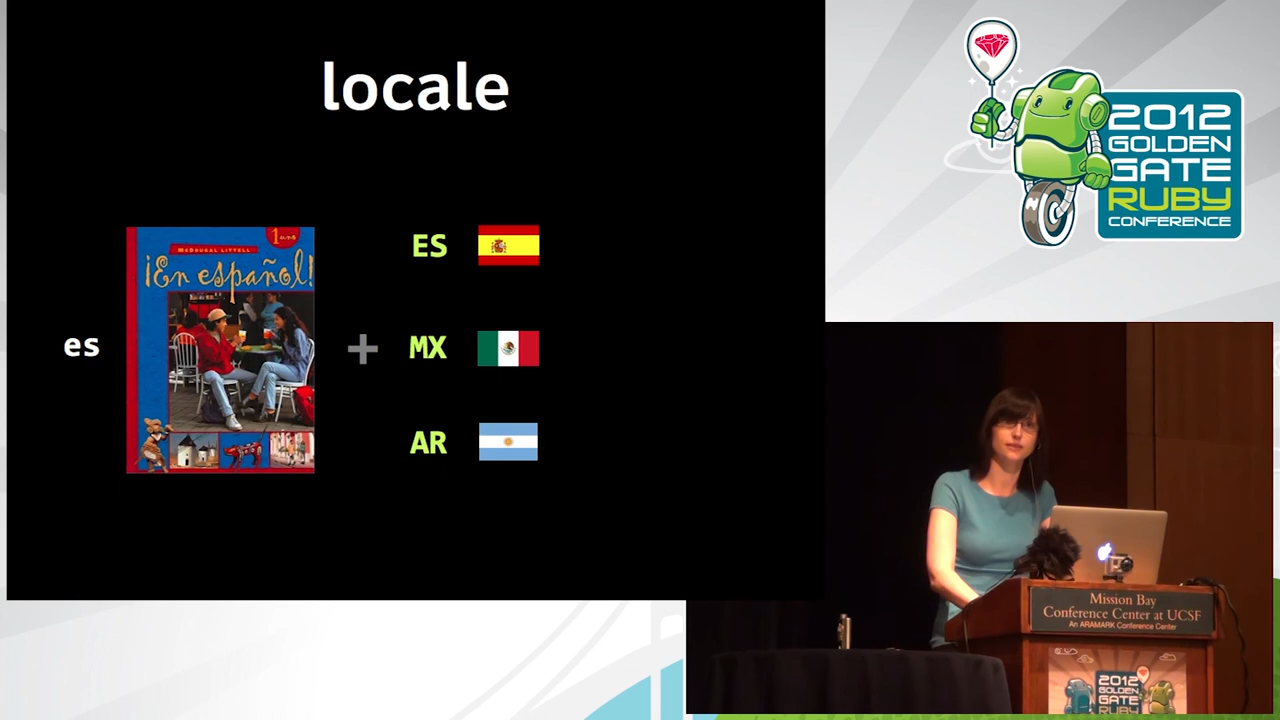 locale
es
McDOUGAL LITTELL
1
¡En español!
+
ES
MX
AR
2012
GOLDEN
GATE
RUBY
CONFERENCE
Mission Bay
Conference Center at UCSF
An ARAMARK Conference Center
2012
GOLDEN
GATE
RUBY